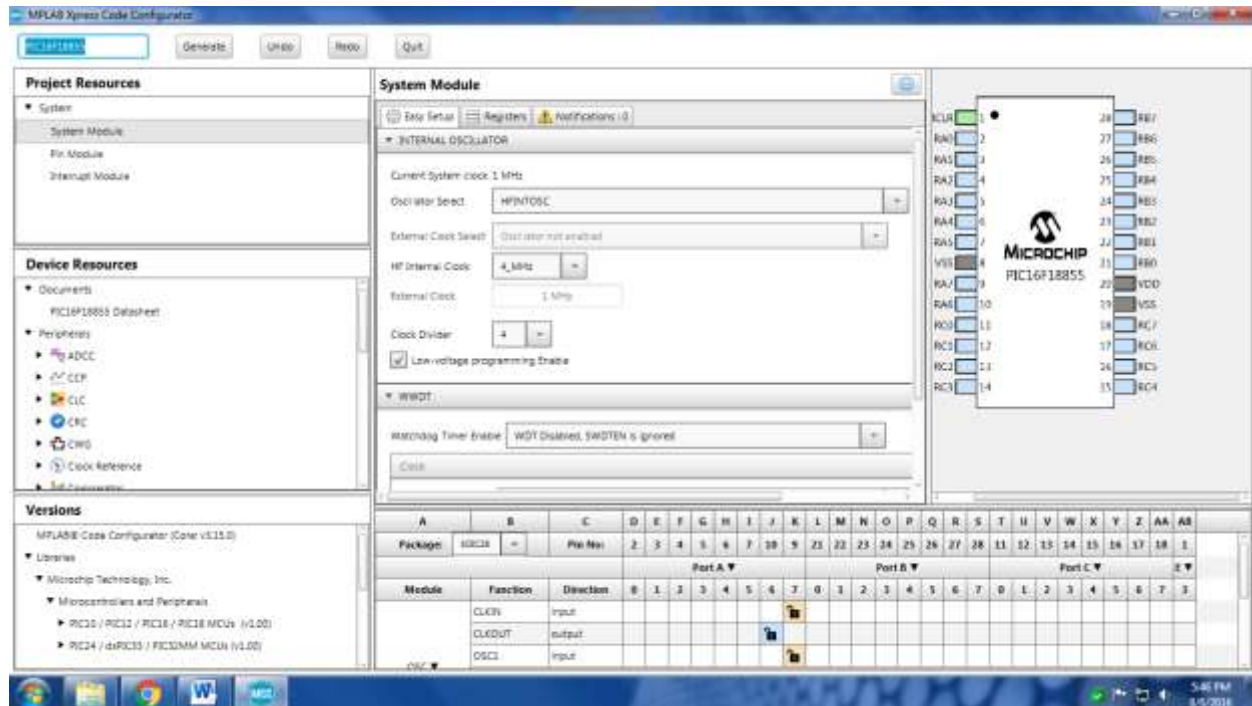 MPLAB Xpress Code Configurator
PIC16F18855 Generate Undo Redo Quit
Project Resources
System
System Module
Pin Module
Interrupt Module
Device Resources
Documents
PIC16F18855 Datasheet
Peripherals
ADCC
CCP
CLC
CRC
CWG
Clock Reference
Versions
MPLAB® Code Configurator (Core v3.15.0)
Libraries
Microchip Technology, Inc.
Microcontrollers and Peripherals
PIC10 / PIC12 / PIC16 / PIC18 MCUs (v1.00)
PIC24 / dsPIC33 / PIC32MM MCUs (v1.00)
System Module
Easy Setup Registers Notifications : 0
INTERNAL OSCILLATOR
Current System clock 1 MHz
Oscillator Select HFINTOSC
External Clock Select Oscillator not enabled
HF Internal Clock 4_MHz
External Clock 1 MHz
Clock Divider 4
Low-voltage programming Enable
WWDT
Watchdog Timer Enable WDT Disabled, SWDTEN is ignored
Clock
1 28 RB7
RA0 2 27 RB6
3 26 RB5
RA2 4 25 RB4
RA3 5 24 RB3
RA4 6 23 RB2
RA5 7 22 RB1
VSS 8 21 RB0
RA7 9 20 VDD
RA6 10 19 VSS
RC0 11 18 RC7
RC1 12 17 RC6
RC2 13 16 RC5
RC3 14 15 RC4
MICROCHIP
PIC16F18855
A B C D E F G H I J K L M N O P Q R S T U V W X Y Z AA AB
Package: Pin No: 2 3 4 5 6 7 10 9 21 22 23 24 25 26 27 28 11 12 13 14 15 16 17 18 1
Port A ▼ Port B ▼ Port C ▼ E ▼
Module Function Direction 0 1 2 3 4 5 6 7 0 1 2 3 4 5 6 7 0 1 2 3 4 5 6 7 3
CLKIN input
CLKOUT output
OSC ▼ OSC1 input
MCC
5:46 PM